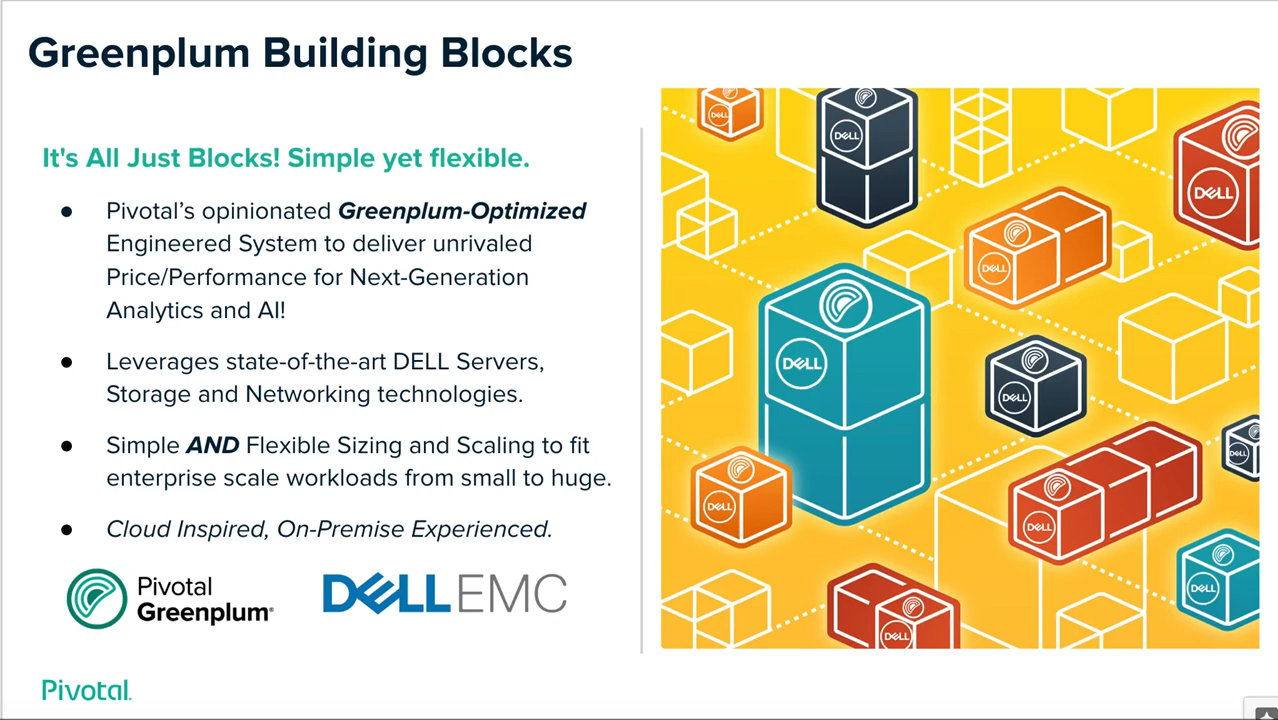 Greenplum Building Blocks
It's All Just Blocks! Simple yet flexible.
● Pivotal’s opinionated Greenplum-Optimized
Engineered System to deliver unrivaled
Price/Performance for Next-Generation
Analytics and AI!
● Leverages state-of-the-art DELL Servers,
Storage and Networking technologies.
● Simple AND Flexible Sizing and Scaling to fit
enterprise scale workloads from small to huge.
● Cloud Inspired, On-Premise Experienced.
Pivotal
Greenplum®
DELL EMC
Pivotal.
DELL
DELL
DELL
DELL
DELL
DELL
DELL
DELL
DELL
DELL
DELL